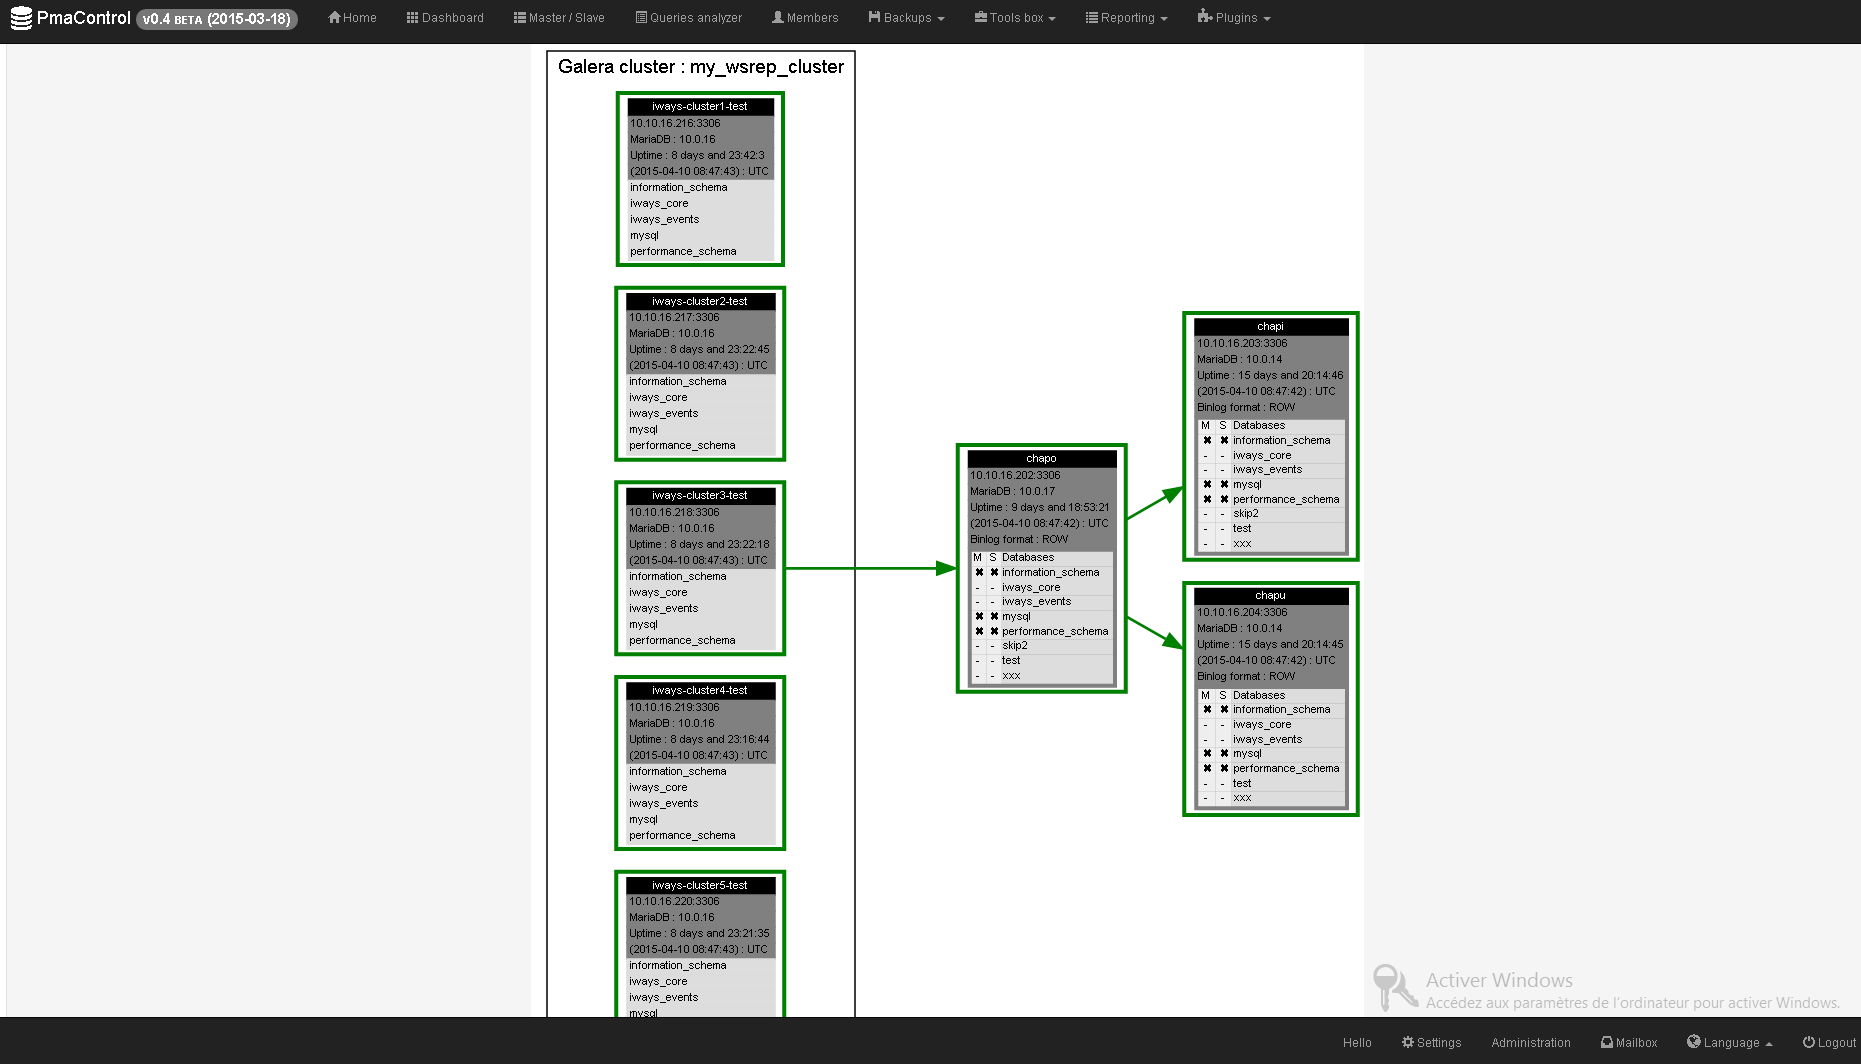 PmaControl v0.4 BETA (2015-03-18) Home Dashboard Master / Slave Queries analyzer Members Backups Tools box Reporting Plugins
Galera cluster : my_wsrep_cluster
iways-cluster1-test
10.10.16.216:3306
MariaDB : 10.0.16
Uptime : 8 days and 23:42:3
(2015-04-10 08:47:43) : UTC
information_schema
iways_core
iways_events
mysql
performance_schema
iways-cluster2-test
10.10.16.217:3306
MariaDB : 10.0.16
Uptime : 8 days and 23:22:45
(2015-04-10 08:47:43) : UTC
information_schema
iways_core
iways_events
mysql
performance_schema
iways-cluster3-test
10.10.16.218:3306
MariaDB : 10.0.16
Uptime : 8 days and 23:22:18
(2015-04-10 08:47:43) : UTC
information_schema
iways_core
iways_events
mysql
performance_schema
iways-cluster4-test
10.10.16.219:3306
MariaDB : 10.0.16
Uptime : 8 days and 23:16:44
(2015-04-10 08:47:43) : UTC
information_schema
iways_core
iways_events
mysql
performance_schema
iways-cluster5-test
10.10.16.220:3306
MariaDB : 10.0.16
Uptime : 8 days and 23:21:35
(2015-04-10 08:47:43) : UTC
information_schema
iways_core
iways_events
mysql
chapo
10.10.16.202:3306
MariaDB : 10.0.17
Uptime : 9 days and 18:53:21
(2015-04-10 08:47:42) : UTC
Binlog format : ROW
M S Databases
✖ ✖ information_schema
- - iways_core
- - iways_events
✖ ✖ mysql
✖ ✖ performance_schema
- - skip2
- - test
- - xxx
chapi
10.10.16.203:3306
MariaDB : 10.0.14
Uptime : 15 days and 20:14:46
(2015-04-10 08:47:42) : UTC
Binlog format : ROW
M S Databases
✖ ✖ information_schema
- - iways_core
- - iways_events
✖ ✖ mysql
✖ ✖ performance_schema
- - skip2
- - test
- - xxx
chapu
10.10.16.204:3306
MariaDB : 10.0.14
Uptime : 15 days and 20:14:45
(2015-04-10 08:47:42) : UTC
Binlog format : ROW
M S Databases
✖ ✖ information_schema
- - iways_core
- - iways_events
✖ ✖ mysql
✖ ✖ performance_schema
- - test
- - xxx
Activer Windows
Accédez aux paramètres de l'ordinateur pour activer Windows.
Hello Settings Administration Mailbox Language Logout